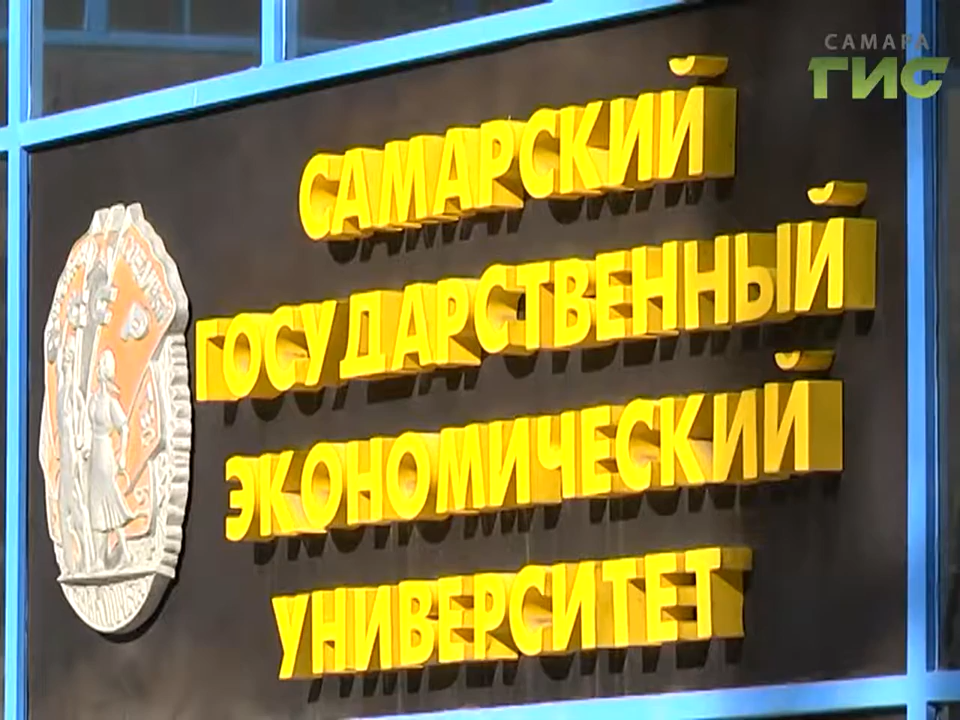 САМАРА
ГИС
САМАРСКИЙ
ГОСУДАРСТВЕННЫЙ
ЭКОНОМИЧЕСКИЙ
УНИВЕРСИТЕТ